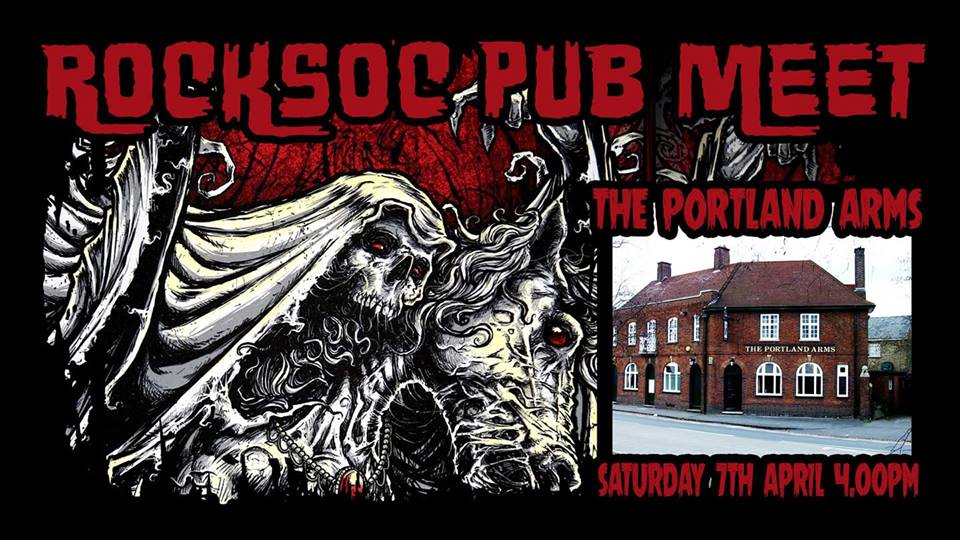 ROCKSOC PUB MEET
THE PORTLAND ARMS
THE PORTLAND ARMS
SATURDAY 7TH APRIL 4.00PM